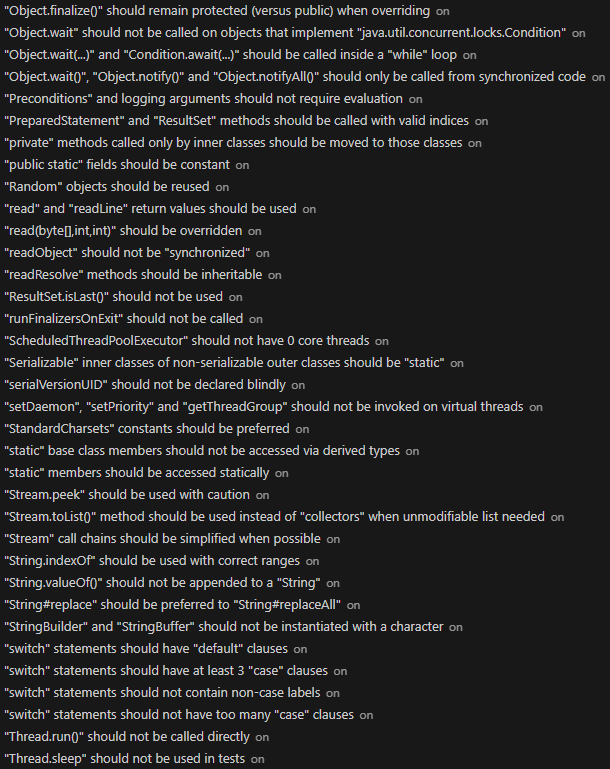 "Object.finalize()" should remain protected (versus public) when overriding on
"Object.wait" should not be called on objects that implement "java.util.concurrent.locks.Condition" on
"Object.wait(...)" and "Condition.await(...)" should be called inside a "while" loop on
"Object.wait()", "Object.notify()" and "Object.notifyAll()" should only be called from synchronized code on
"Preconditions" and logging arguments should not require evaluation on
"PreparedStatement" and "ResultSet" methods should be called with valid indices on
"private" methods called only by inner classes should be moved to those classes on
"public static" fields should be constant on
"Random" objects should be reused on
"read" and "readLine" return values should be used on
"read(byte[],int,int)" should be overridden on
"readObject" should not be "synchronized" on
"readResolve" methods should be inheritable on
"ResultSet.isLast()" should not be used on
"runFinalizersOnExit" should not be called on
"ScheduledThreadPoolExecutor" should not have 0 core threads on
"Serializable" inner classes of non-serializable outer classes should be "static" on
"serialVersionUID" should not be declared blindly on
"setDaemon", "setPriority" and "getThreadGroup" should not be invoked on virtual threads on
"StandardCharsets" constants should be preferred on
"static" base class members should not be accessed via derived types on
"static" members should be accessed statically on
"Stream.peek" should be used with caution on
"Stream.toList()" method should be used instead of "collectors" when unmodifiable list needed on
"Stream" call chains should be simplified when possible on
"String.indexOf" should be used with correct ranges on
"String.valueOf()" should not be appended to a "String" on
"String#replace" should be preferred to "String#replaceAll" on
"StringBuilder" and "StringBuffer" should not be instantiated with a character on
"switch" statements should have "default" clauses on
"switch" statements should have at least 3 "case" clauses on
"switch" statements should not contain non-case labels on
"switch" statements should not have too many "case" clauses on
"Thread.run()" should not be called directly on
"Thread.sleep" should not be used in tests on